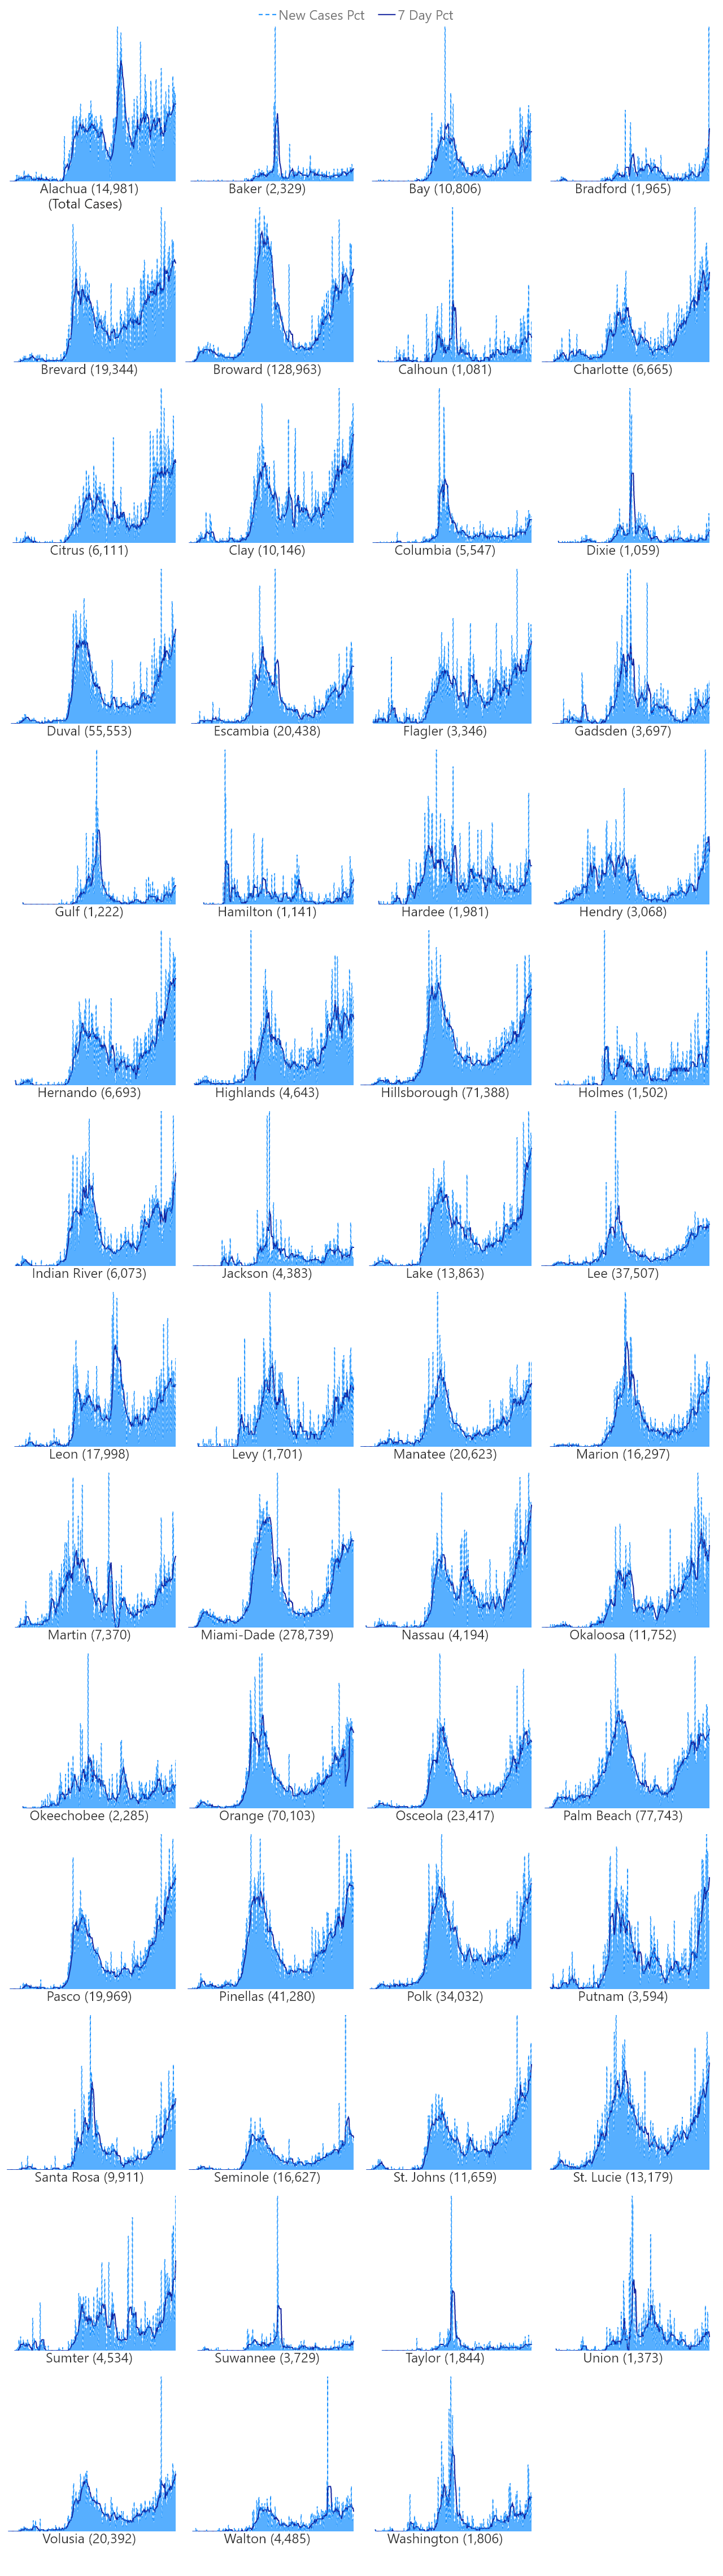 New Cases Pct 7 Day Pct
Alachua (14,981) Baker (2,329) Bay (10,806) Bradford (1,965)
(Total Cases)
Brevard (19,344) Broward (128,963) Calhoun (1,081) Charlotte (6,665)
Citrus (6,111) Clay (10,146) Columbia (5,547) Dixie (1,059)
Duval (55,553) Escambia (20,438) Flagler (3,346) Gadsden (3,697)
Gulf (1,222) Hamilton (1,141) Hardee (1,981) Hendry (3,068)
Hernando (6,693) Highlands (4,643) Hillsborough (71,388) Holmes (1,502)
Indian River (6,073) Jackson (4,383) Lake (13,863) Lee (37,507)
Leon (17,998) Levy (1,701) Manatee (20,623) Marion (16,297)
Martin (7,370) Miami-Dade (278,739) Nassau (4,194) Okaloosa (11,752)
Okeechobee (2,285) Orange (70,103) Osceola (23,417) Palm Beach (77,743)
Pasco (19,969) Pinellas (41,280) Polk (34,032) Putnam (3,594)
Santa Rosa (9,911) Seminole (16,627) St. Johns (11,659) St. Lucie (13,179)
Sumter (4,534) Suwannee (3,729) Taylor (1,844) Union (1,373)
Volusia (20,392) Walton (4,485) Washington (1,806)